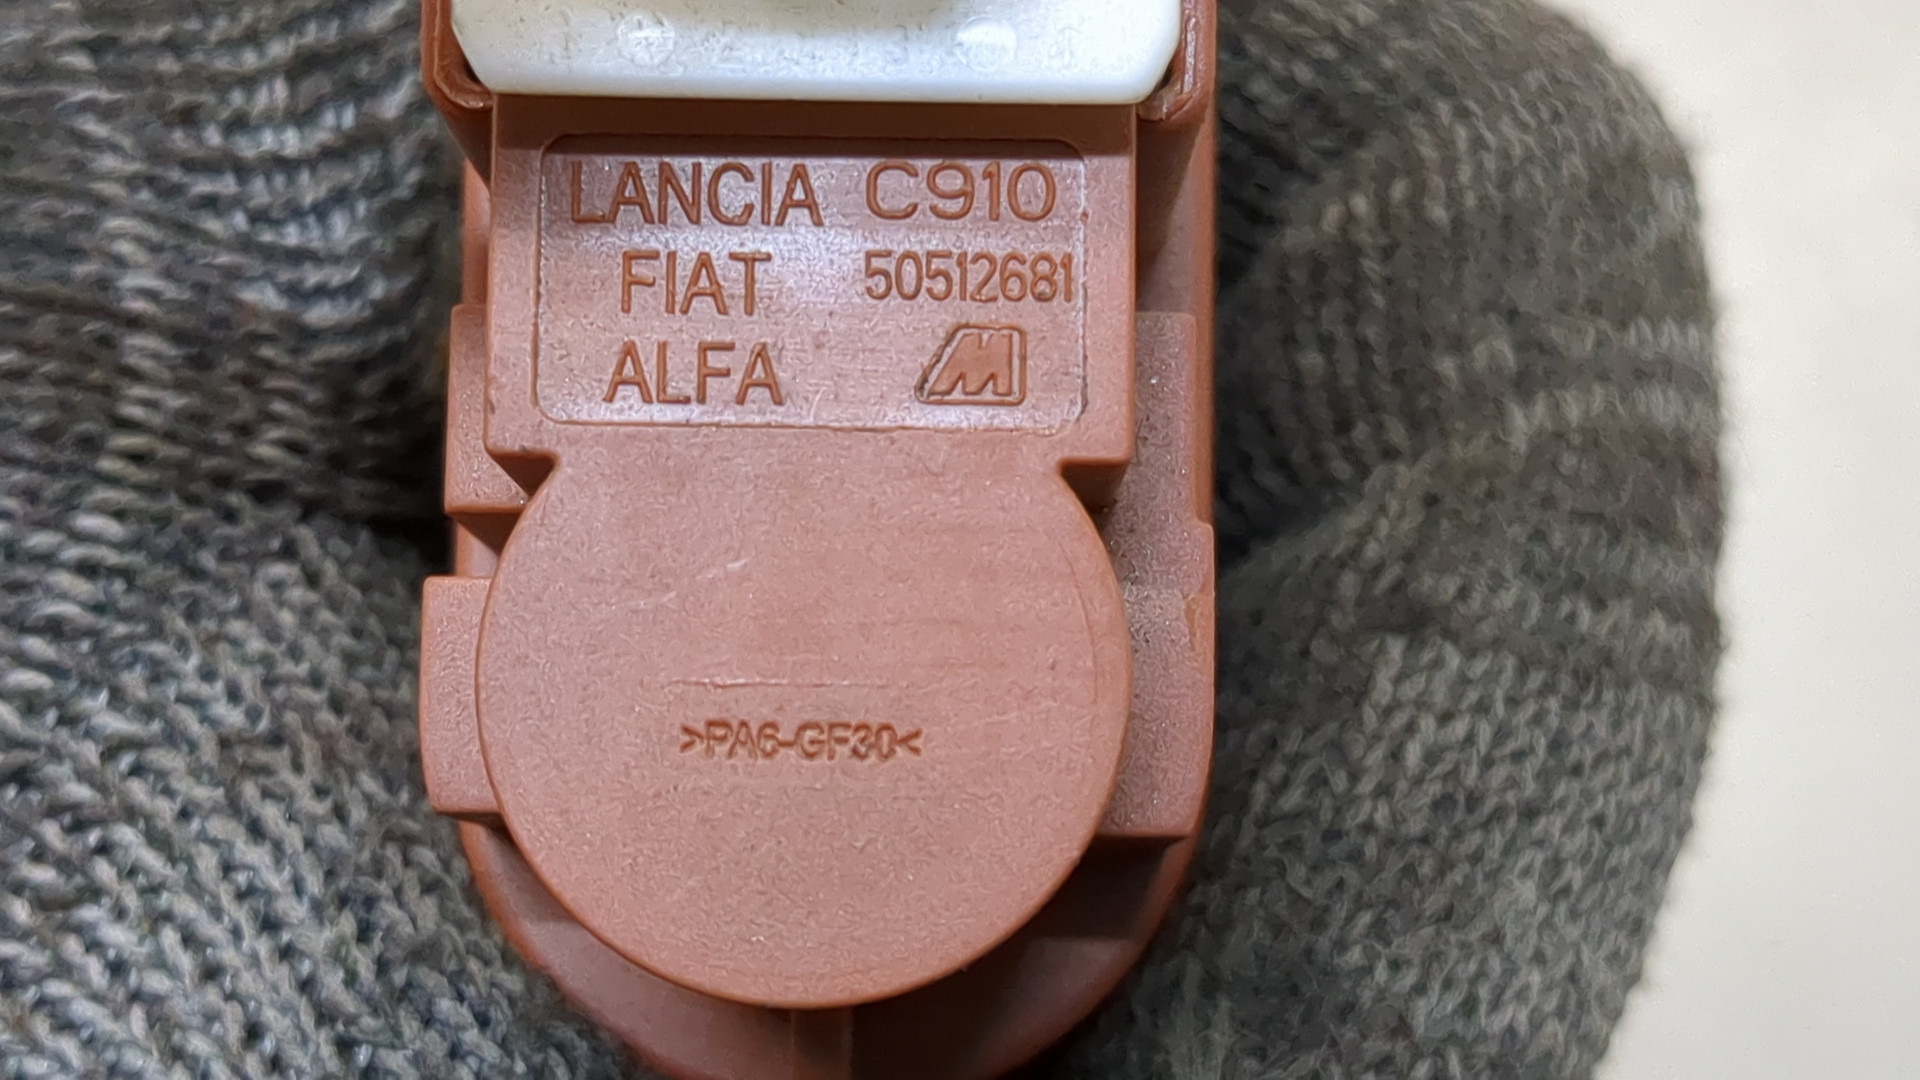 LANCIA C910
FIAT 50512681
ALFA M
>PA6-GF30<